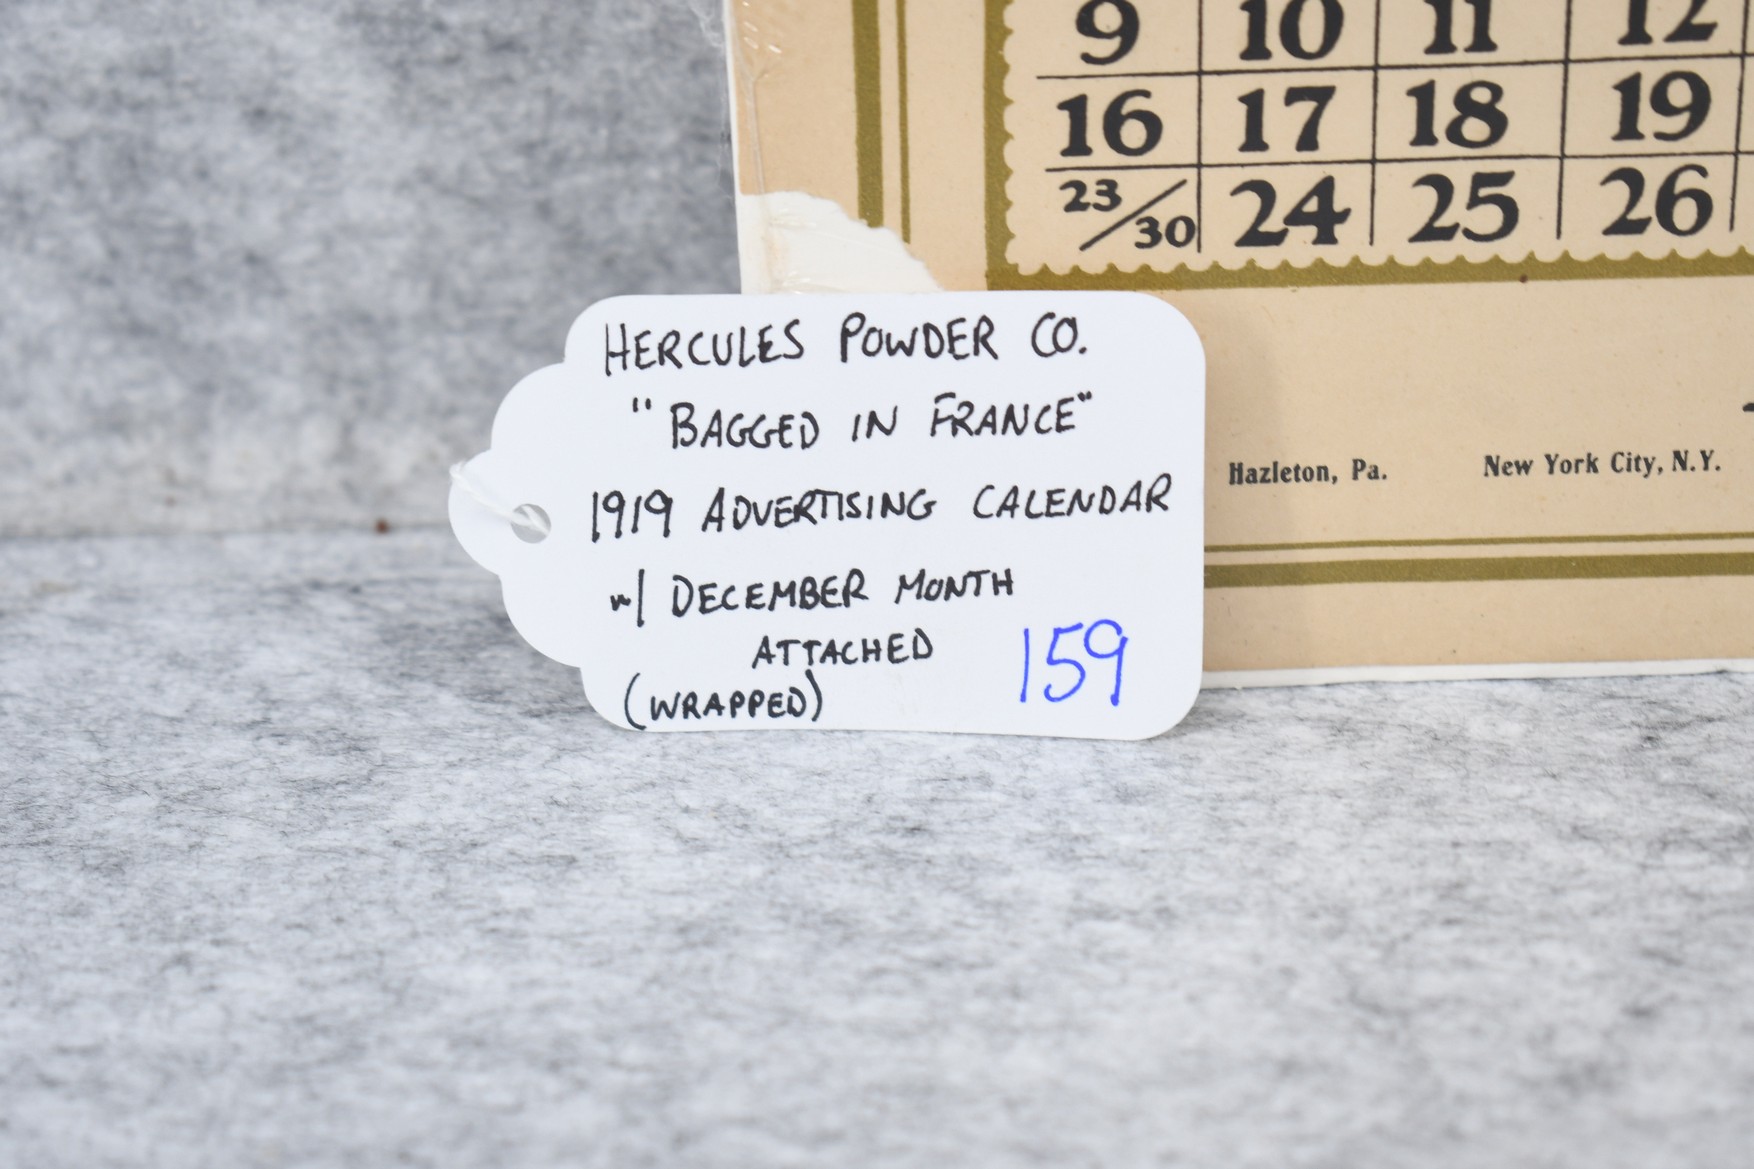 9 10 11 12
16 17 18 19
23/30 24 25 26
Hazleton, Pa. New York City, N.Y.
HERCULES POWDER CO.
"BAGGED IN FRANCE"
1919 ADVERTISING CALENDAR
w/ DECEMBER MONTH
ATTACHED
(WRAPPED)
159